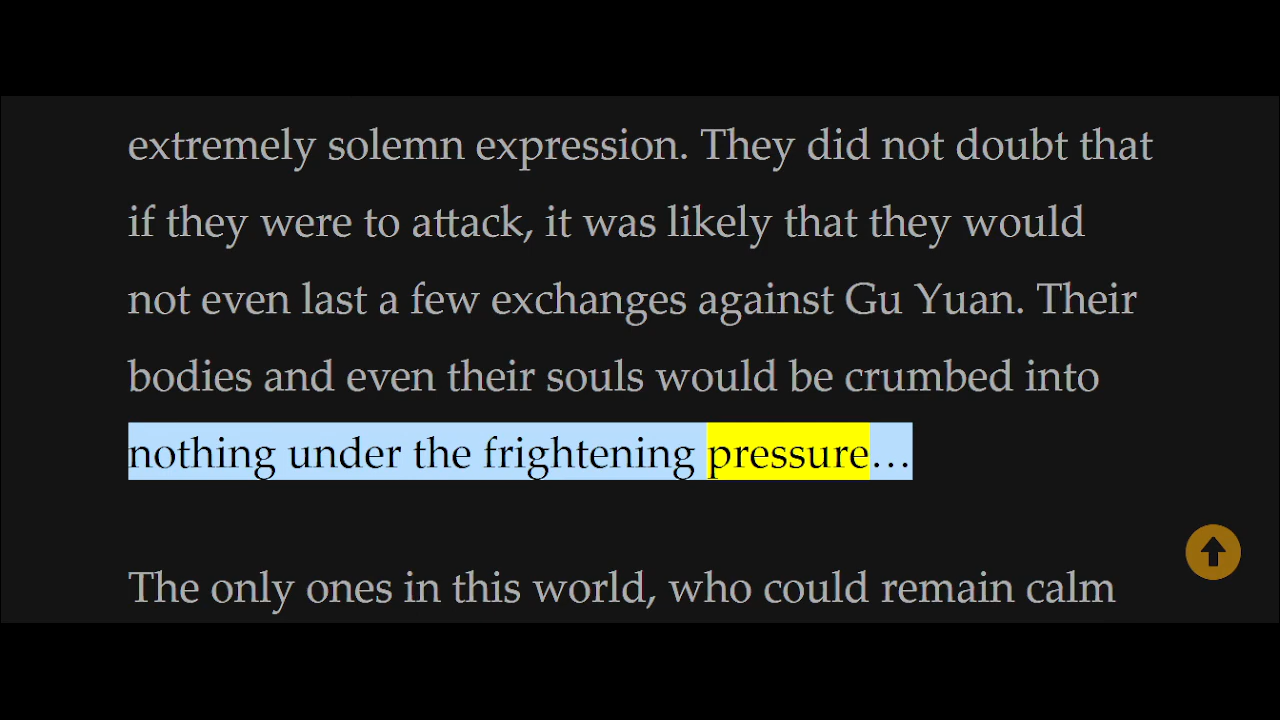 extremely solemn expression. They did not doubt that
if they were to attack, it was likely that they would
not even last a few exchanges against Gu Yuan. Their
bodies and even their souls would be crumbed into
nothing under the frightening pressure…
The only ones in this world, who could remain calm